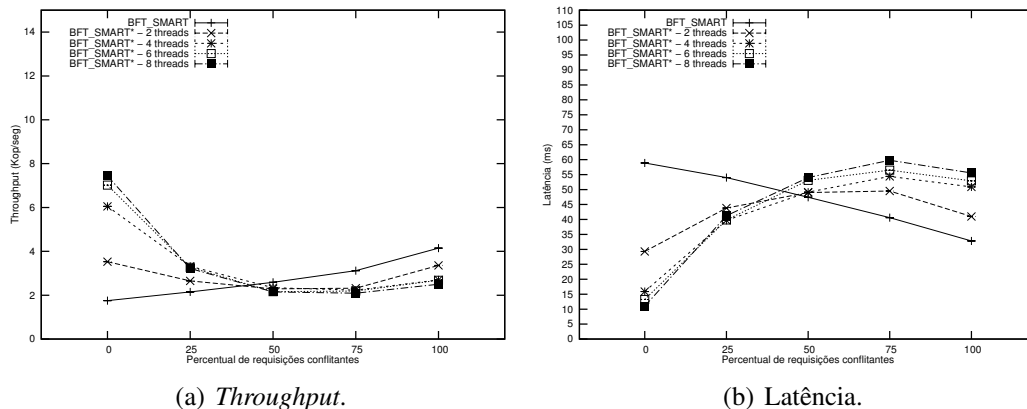 BFT_SMART
BFT_SMART* – 2 threads
BFT_SMART* – 4 threads
BFT_SMART* – 6 threads
BFT_SMART* – 8 threads
Throughput (Kop/seg)
14
12
10
8
6
4
2
0
0 25 50 75 100
Percentual de requisições conflitantes
(a) Throughput.
BFT_SMART
BFT_SMART* – 2 threads
BFT_SMART* – 4 threads
BFT_SMART* – 6 threads
BFT_SMART* – 8 threads
Latência (ms)
110
105
100
95
90
85
80
75
70
65
60
55
50
45
40
35
30
25
20
15
10
5
0
0 25 50 75 100
Percentual de requisições conflitantes
(b) Latência.